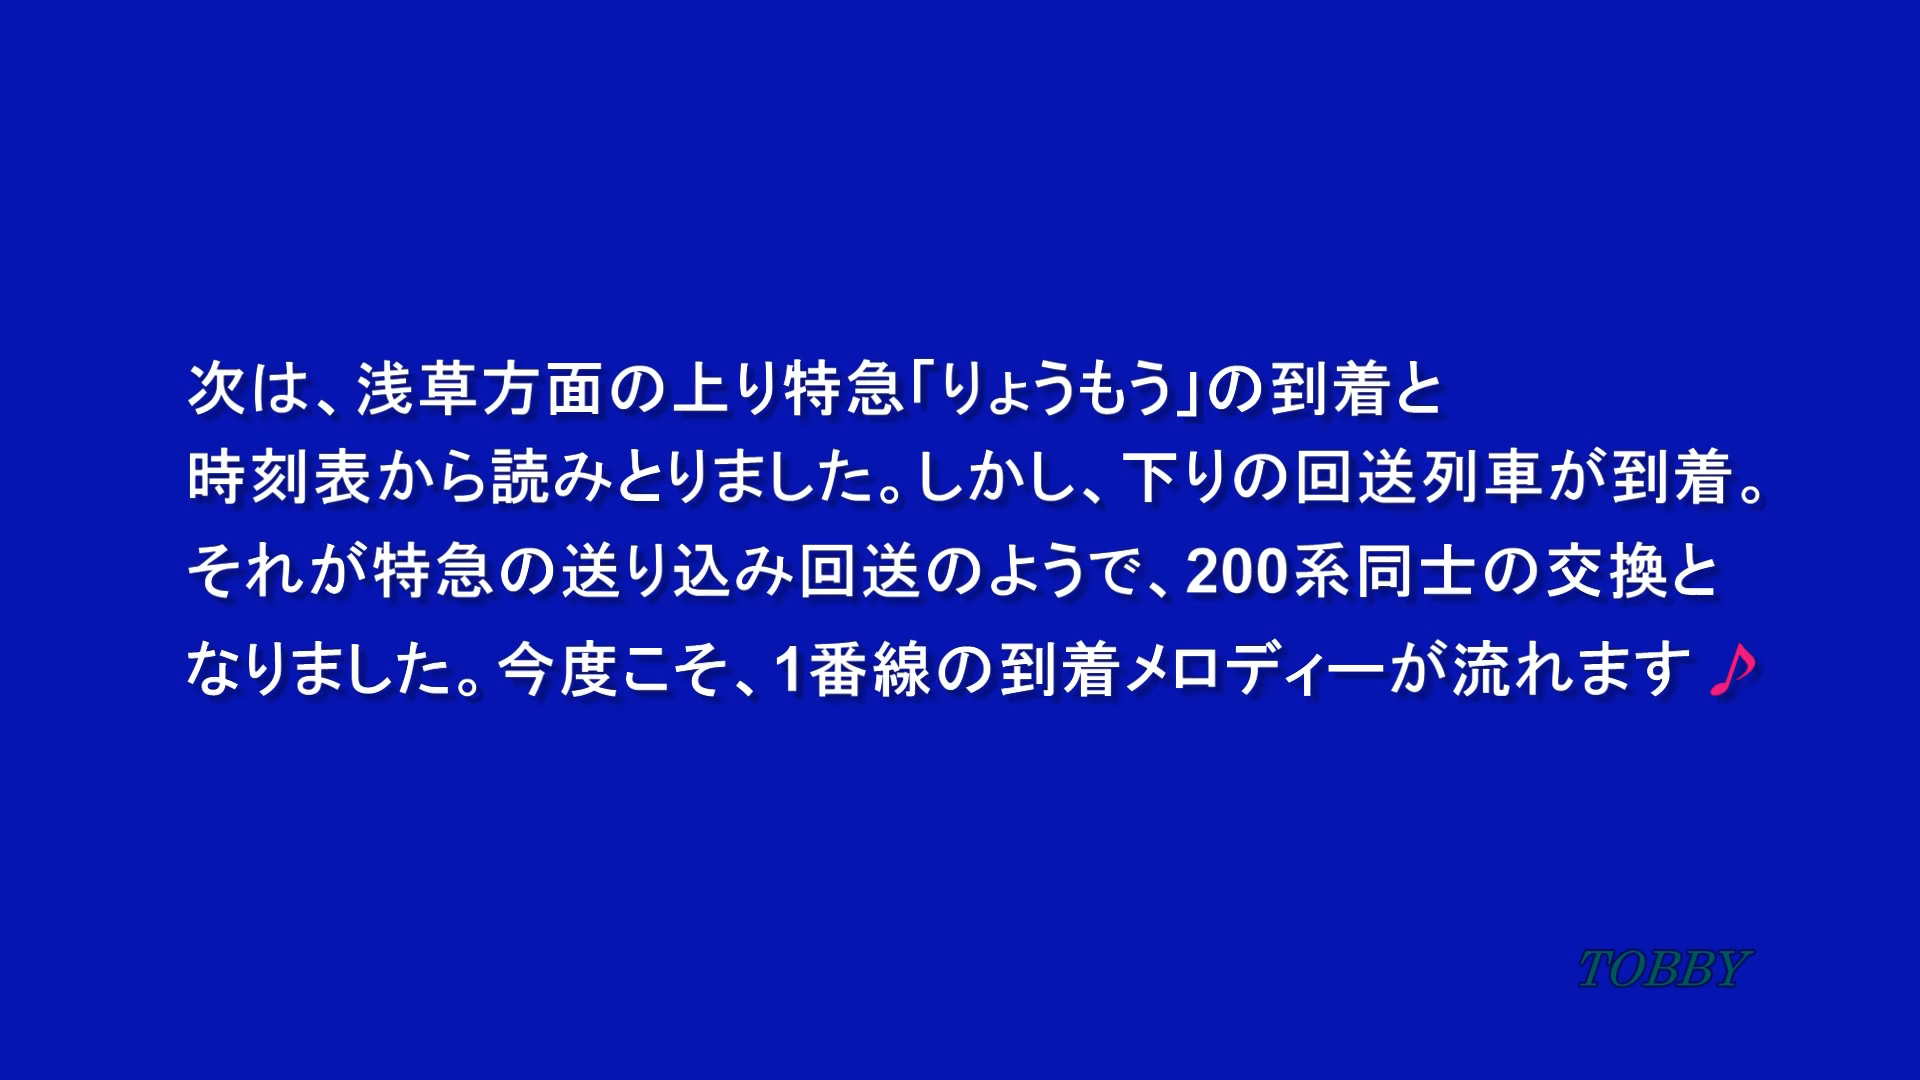 次は、浅草方面の上り特急「りょうもう」の到着と
時刻表から読みとりました。しかし、下りの回送列車が到着。
それが特急の送り込み回送のようで、200系同士の交換と
なりました。今度こそ、1番線の到着メロディーが流れます♪
TOBBY